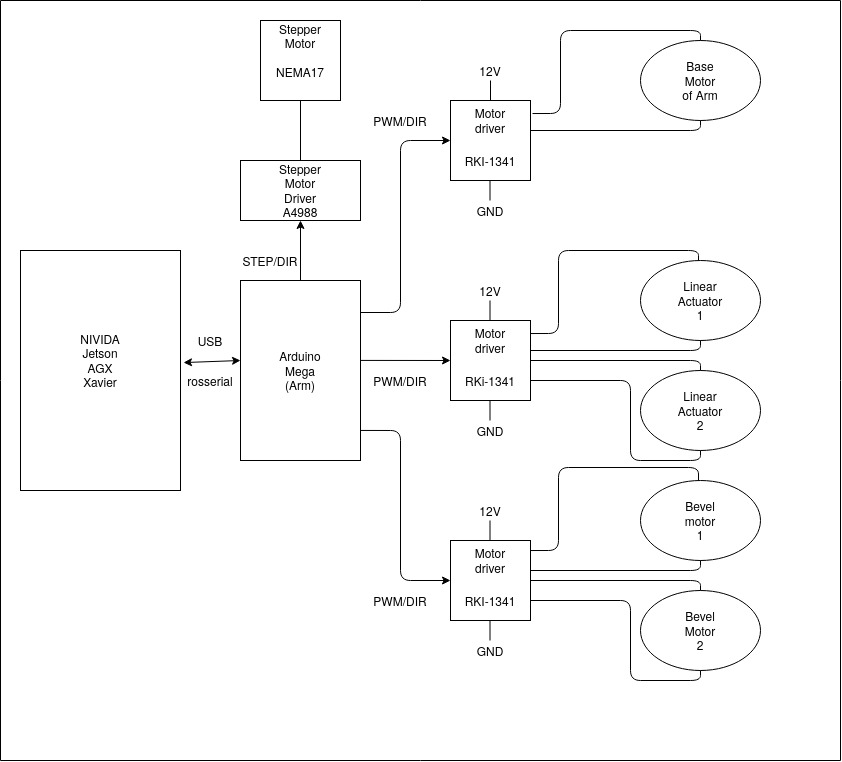 Stepper
Motor
NEMA17
Stepper
Motor
Driver
A4988
STEP/DIR
NIVIDA
Jetson
AGX
Xavier
USB
rosserial
Arduino
Mega
(Arm)
PWM/DIR
12V
Motor
driver
RKI-1341
GND
Base
Motor
of Arm
PWM/DIR
12V
Motor
driver
RKi-1341
GND
Linear
Actuator
1
Linear
Actuator
2
PWM/DIR
12V
Motor
driver
RKI-1341
GND
Bevel
motor
1
Bevel
Motor
2